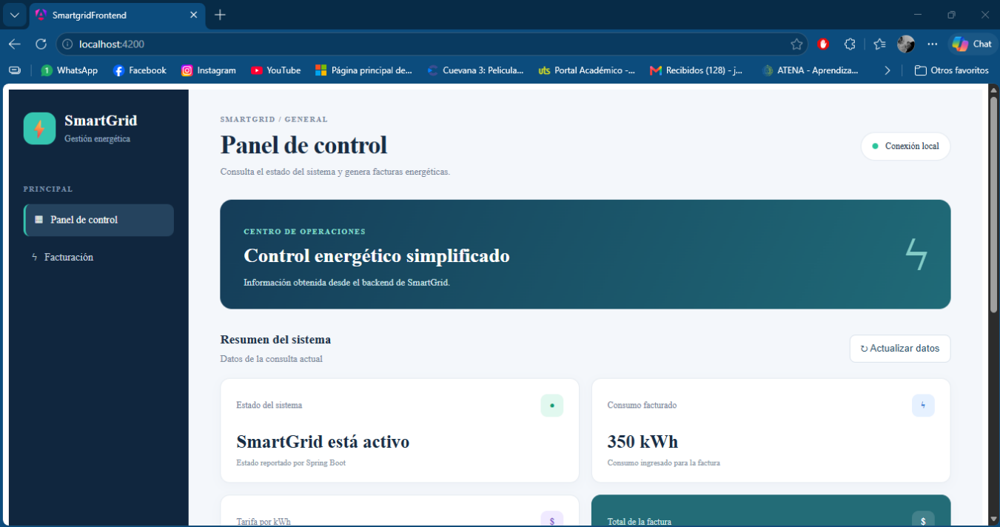 SmartgridFrontend
localhost:4200
Chat
1 WhatsApp Facebook Instagram YouTube Página principal de... Cuevana 3: Pelicula... uts Portal Académico -... Recibidos (128) - j... ATENA - Aprendiza... Otros favoritos
SmartGrid
Gestión energética
PRINCIPAL
Panel de control
Facturación
SMARTGRID / GENERAL
Panel de control
Consulta el estado del sistema y genera facturas energéticas.
Conexión local
CENTRO DE OPERACIONES
Control energético simplificado
Información obtenida desde el backend de SmartGrid.
Resumen del sistema
Datos de la consulta actual
↻ Actualizar datos
Estado del sistema
SmartGrid está activo
Estado reportado por Spring Boot
Consumo facturado
350 kWh
Consumo ingresado para la factura
Tarifa por kWh
$
Total de la factura
$